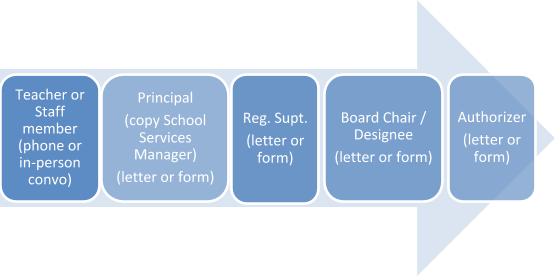 Teacher or
Staff
member
(phone or
in-person
convo)
Principal
(copy School
Services
Manager)
(letter or form)
Reg. Supt.
(letter or
form)
Board Chair /
Designee
(letter or form)
Authorizer
(letter or
form)